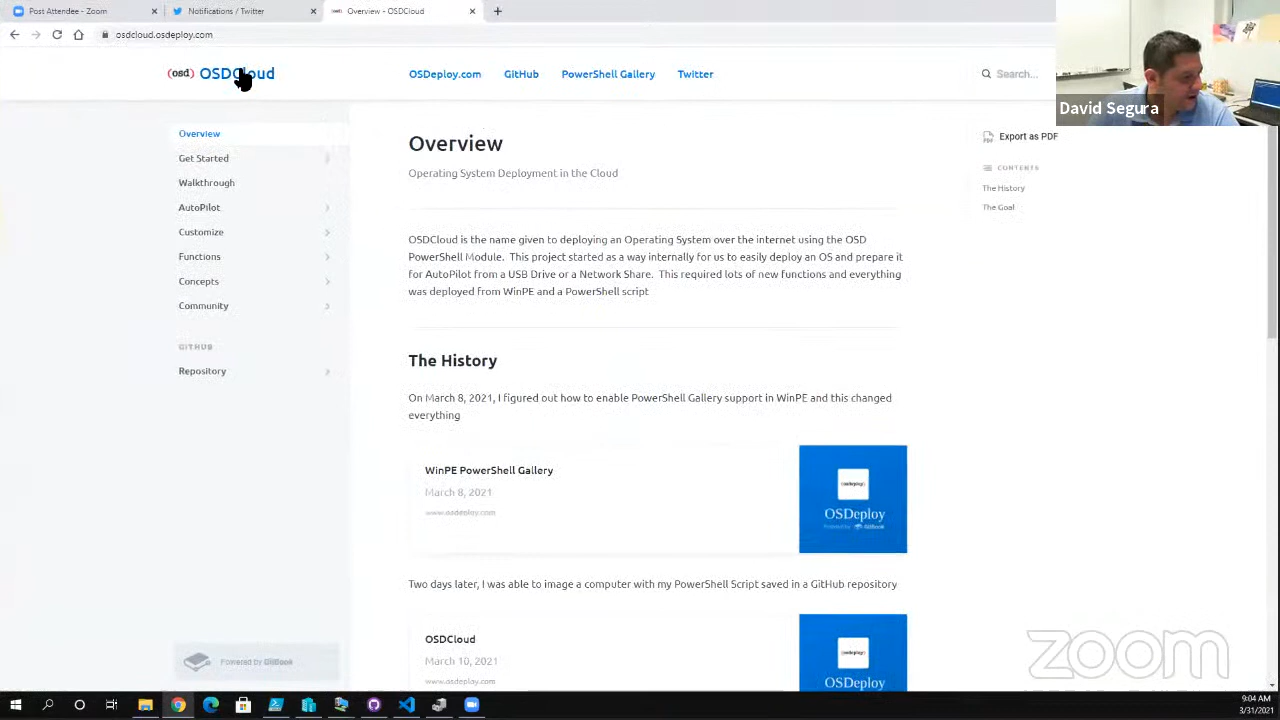 Post Attendee - Zoom
Notifications / Twitter
Overview - OSDCloud
osdcloud.osdeploy.com
(osd) OSDCloud
OSDeploy.com
GitHub
PowerShell Gallery
Twitter
Search...
David Segura
Overview
Get Started
Walkthrough
AutoPilot
Customize
Functions
Concepts
Community
GITHUB
Repository
Powered by GitBook
Overview
Operating System Deployment in the Cloud
OSDCloud is the name given to deploying an Operating System over the internet using the OSD
PowerShell Module. This project started as a way internally for us to easily deploy an OS and prepare it
for AutoPilot from a USB Drive or a Network Share. This required lots of new functions and everything
was deployed from WinPE and a PowerShell script
The History
On March 8, 2021, I figured out how to enable PowerShell Gallery support in WinPE and this changed
everything
WinPE PowerShell Gallery
March 8, 2021
www.osdeploy.com
(osdeploy)
OSDeploy
Powered by GitBook
Two days later, I was able to image a computer with my PowerShell Script saved in a GitHub repository
OSDCloud
March 10, 2021
www.osdeploy.com
(osdeploy)
OSDeploy
Export as PDF
CONTENTS
The History
The Goal
zoom
9:04 AM
3/31/2021